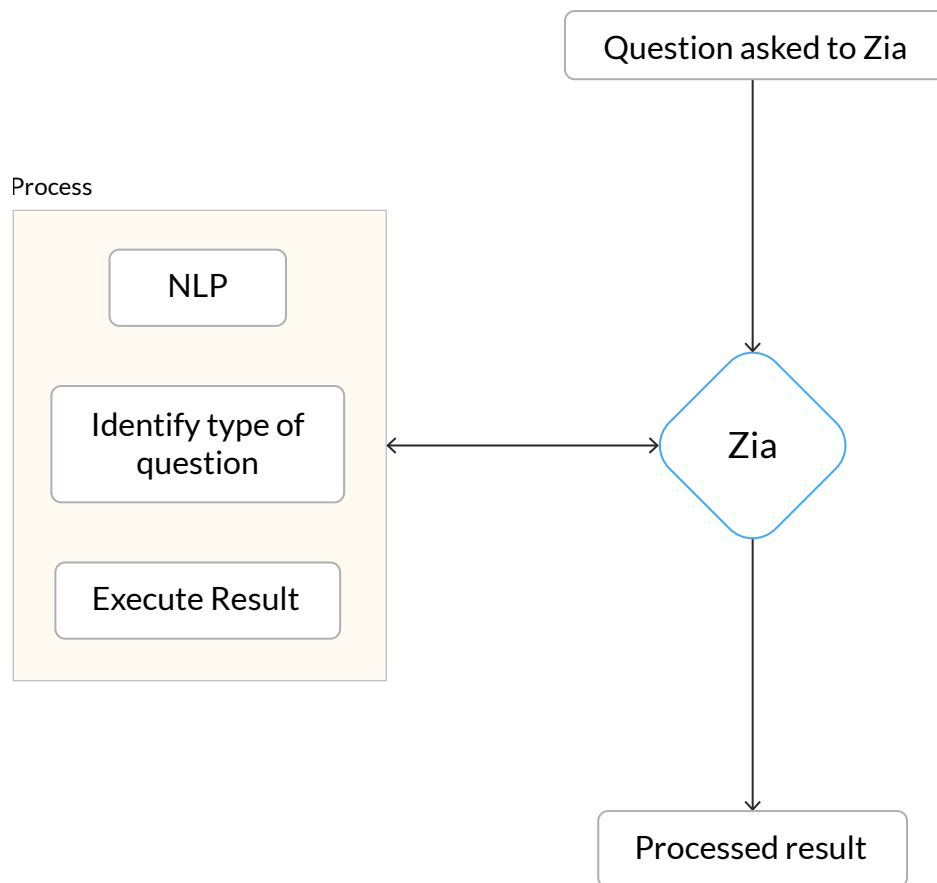 Question asked to Zia
Process
NLP
Identify type of
question
Zia
Execute Result
Processed result